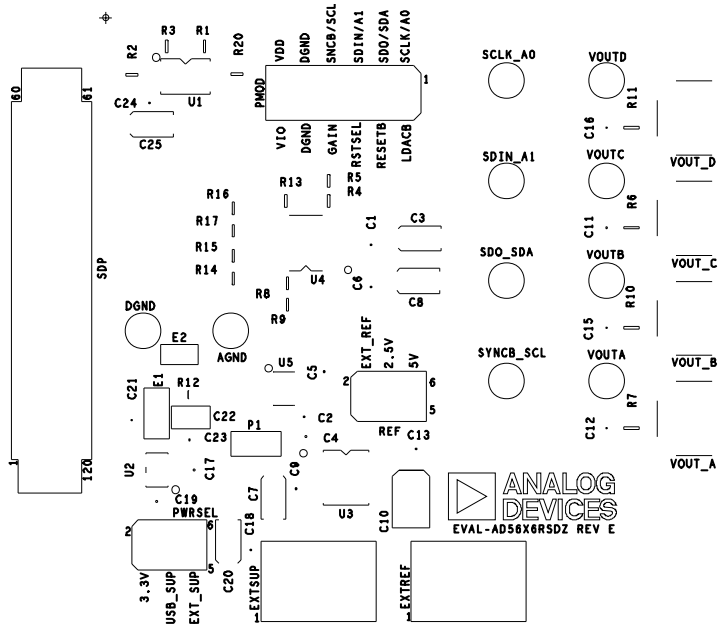 R3
R1
R2
R20
U1
C24
C25
60
61
SDP
1
120
VDD
DGND
SNCB/SCL
SDIN/A1
SDO/SDA
SCLK/A0
PMOD
1
VIO
DGND
GAIN
RSTSEL
RESETB
LDACB
SCLK_A0
VOUTD
R11
C16
VOUT_D
SDIN_A1
VOUTC
R6
C11
VOUT_C
SDO_SDA
VOUTB
R10
C15
VOUT_B
SYNCB_SCL
VOUTA
R7
C12
VOUT_A
R5
R4
R13
R16
R17
R15
R14
C1
C3
U4
C6
C8
R8
R9
DGND
AGND
E2
U5
C5
EXT_REF
2.5V
5V
2
6
5
REF
C21
E1
R12
C22
C23
P1
C2
C4
C13
U2
C17
C19
C9
C7
U3
C10
PWRSEL
2
6
5
C18
C20
3.3V
USB_SUP
EXT_SUP
EXTSUP
1
EXTREF
1
ANALOG
DEVICES
EVAL-AD56X6RSDZ REV E